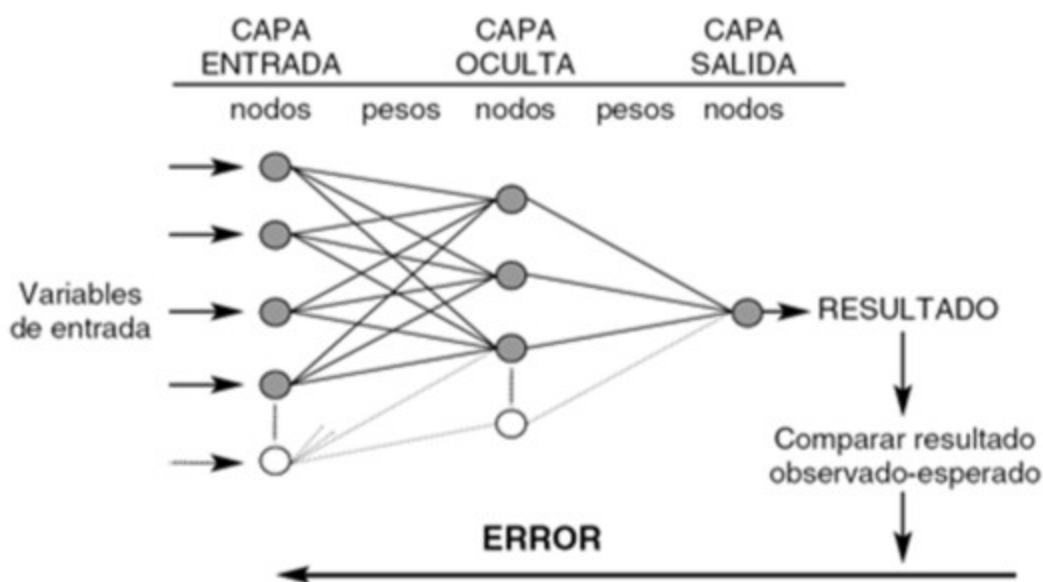 CAPA CAPA CAPA
ENTRADA OCULTA SALIDA
nodos pesos nodos pesos nodos
Variables
de entrada
RESULTADO
Comparar resultado
observado-esperado
ERROR